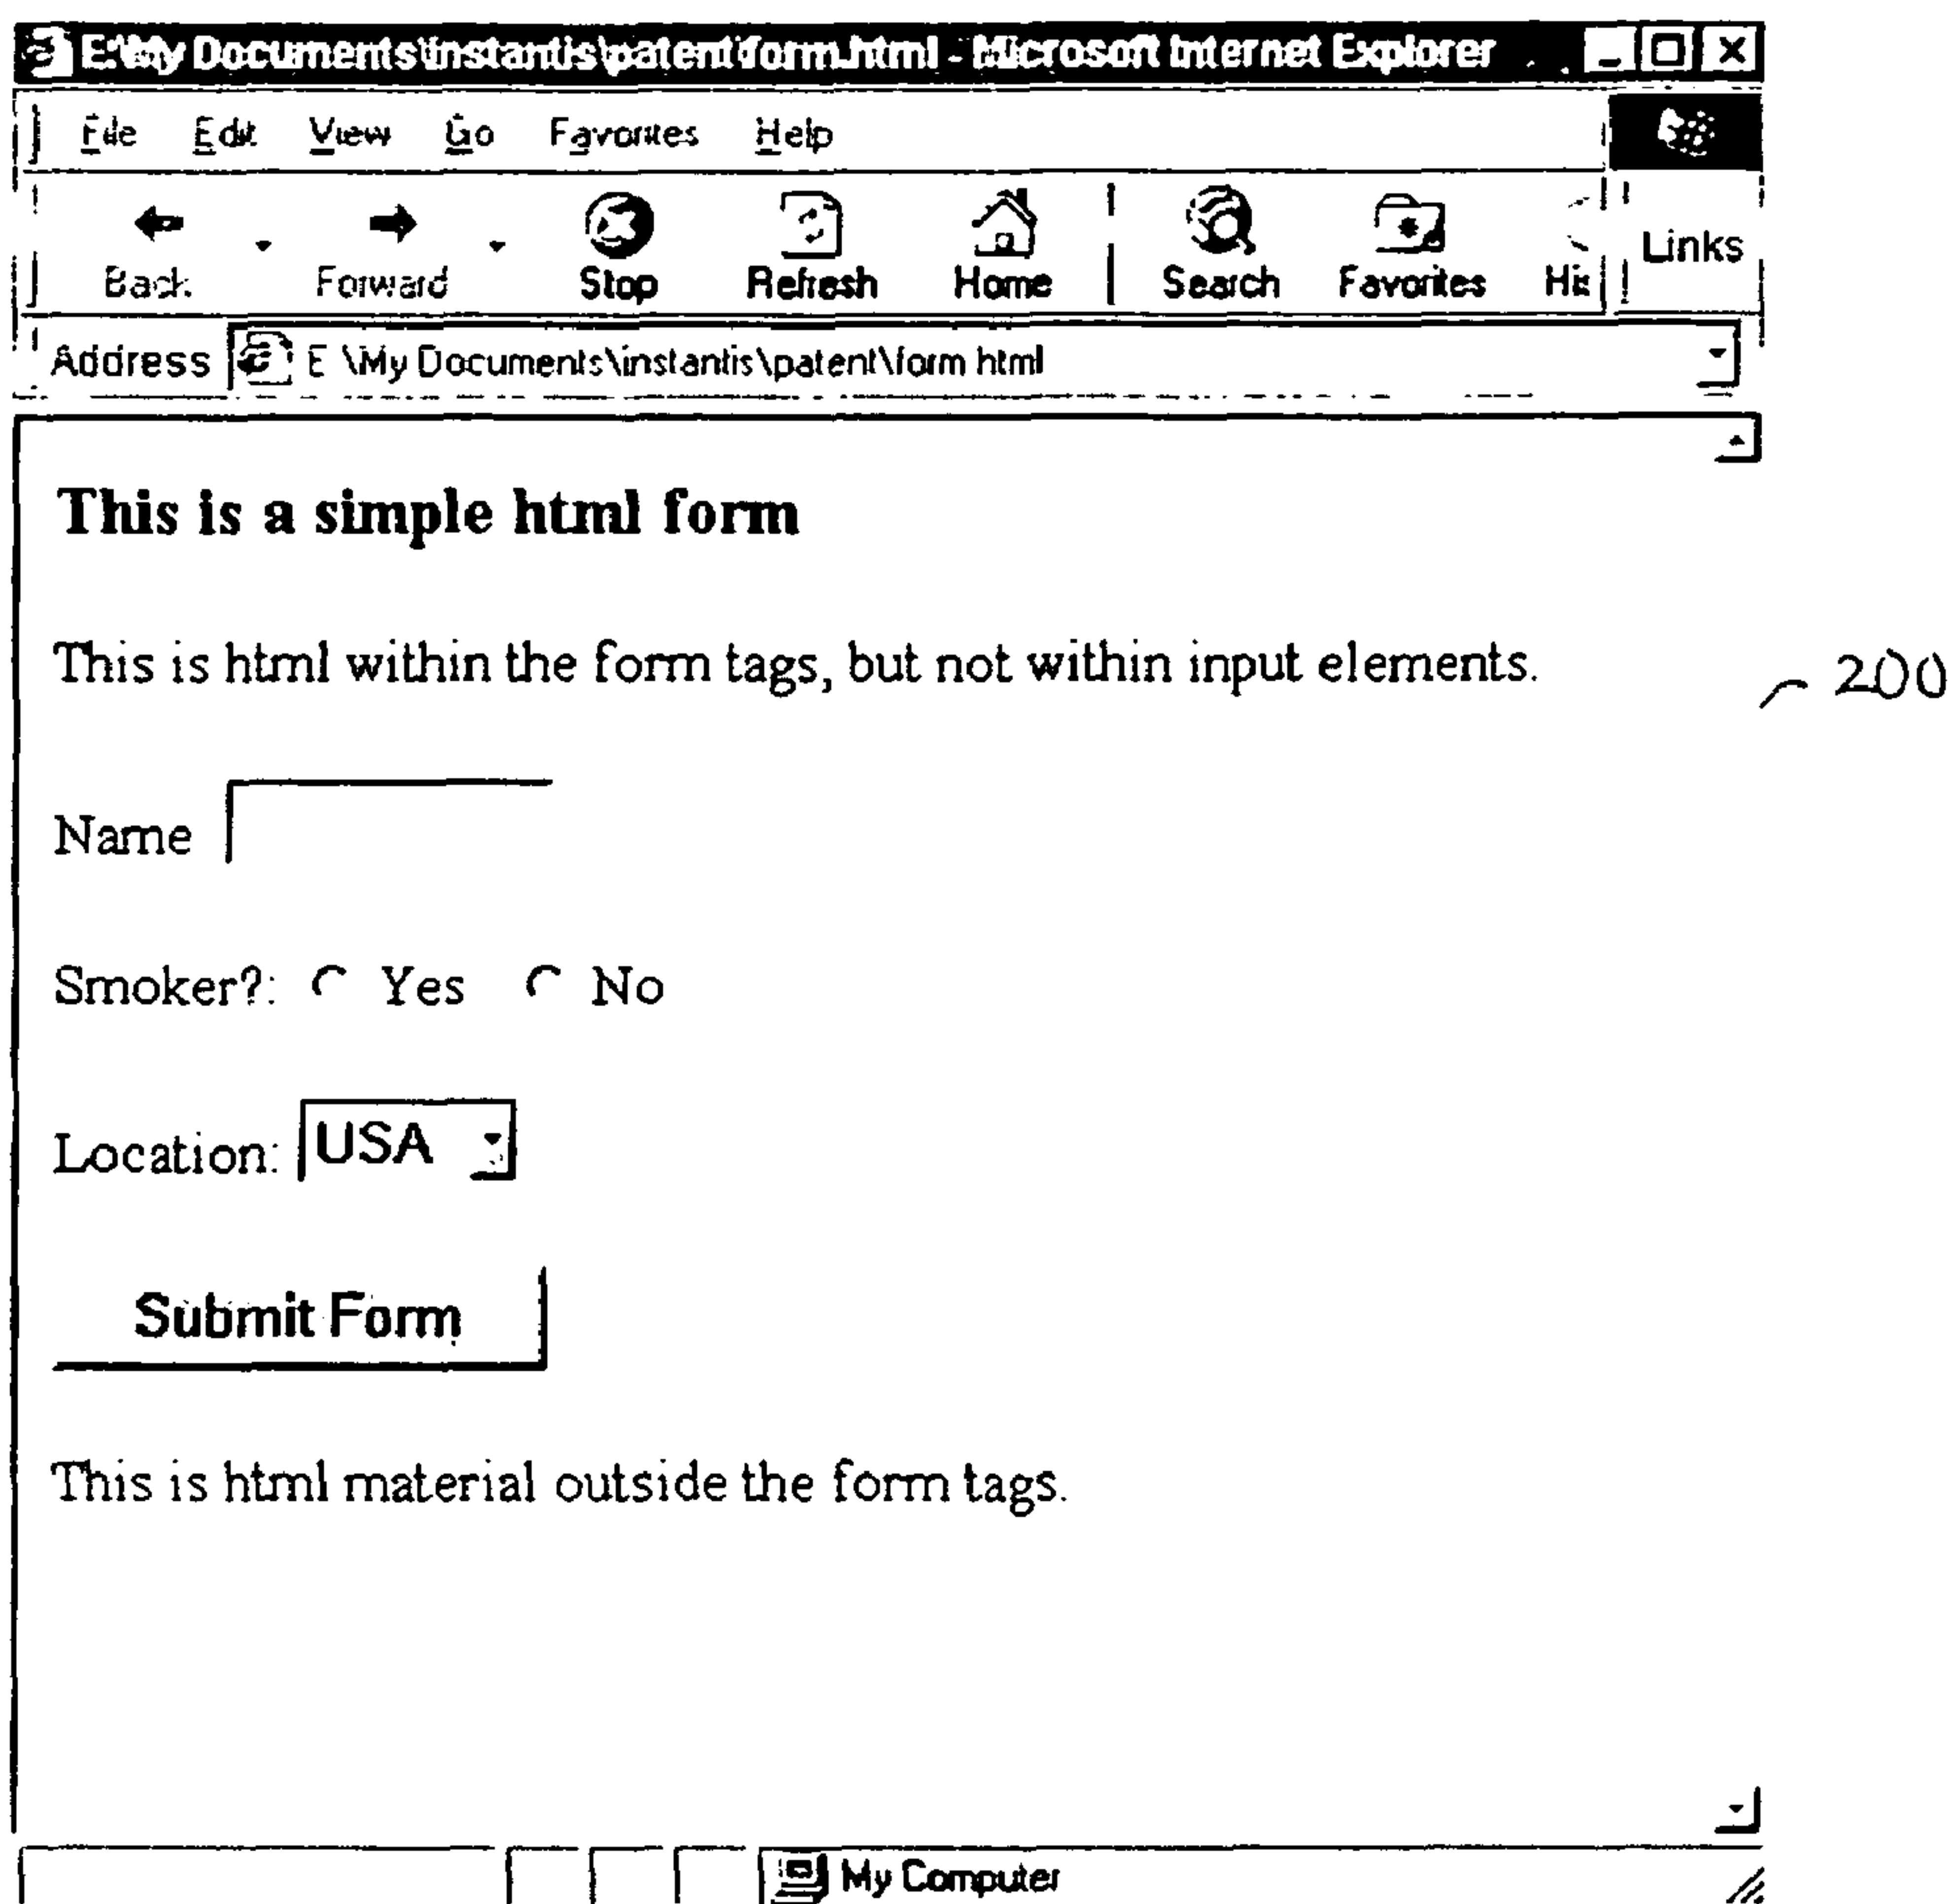 E:\My Documents\instantis\patent\form.html - Microsoft Internet Explorer
File Edit View Go Favorites Help
Back Forward Stop Refresh Home Search Favorites His Links
Address E \My Documents\instantis\patent\form html
This is a simple html form
This is html within the form tags, but not within input elements.
200
Name
Smoker?: Yes No
Location: USA
Submit Form
This is html material outside the form tags.
My Computer